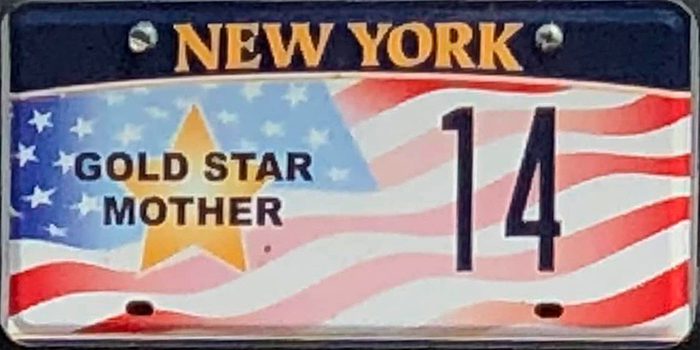 NEW YORK
GOLD STAR
MOTHER
14